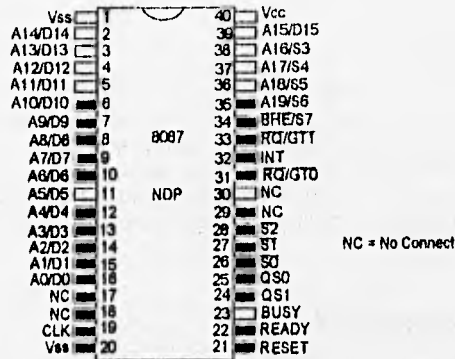 Vss 1 40 Vcc
A14/D14 2 39 A15/D15
A13/D13 3 38 A16/S3
A12/D12 4 37 A17/S4
A11/D11 5 36 A18/S5
A10/D10 6 35 A19/S6
A9/D9 7 34 BHE/S7
A8/D8 8 8087 33 RQ/GT1
A7/D7 9 32 INT
A6/D6 10 31 RQ/GT0
A5/D5 11 NDP 30 NC
A4/D4 12 29 NC
A3/D3 13 28 S2 NC = No Connect
A2/D2 14 27 S1
A1/D1 15 26 S0
A0/D0 16 25 QS0
NC 17 24 QS1
NC 18 23 BUSY
CLK 19 22 READY
Vss 20 21 RESET